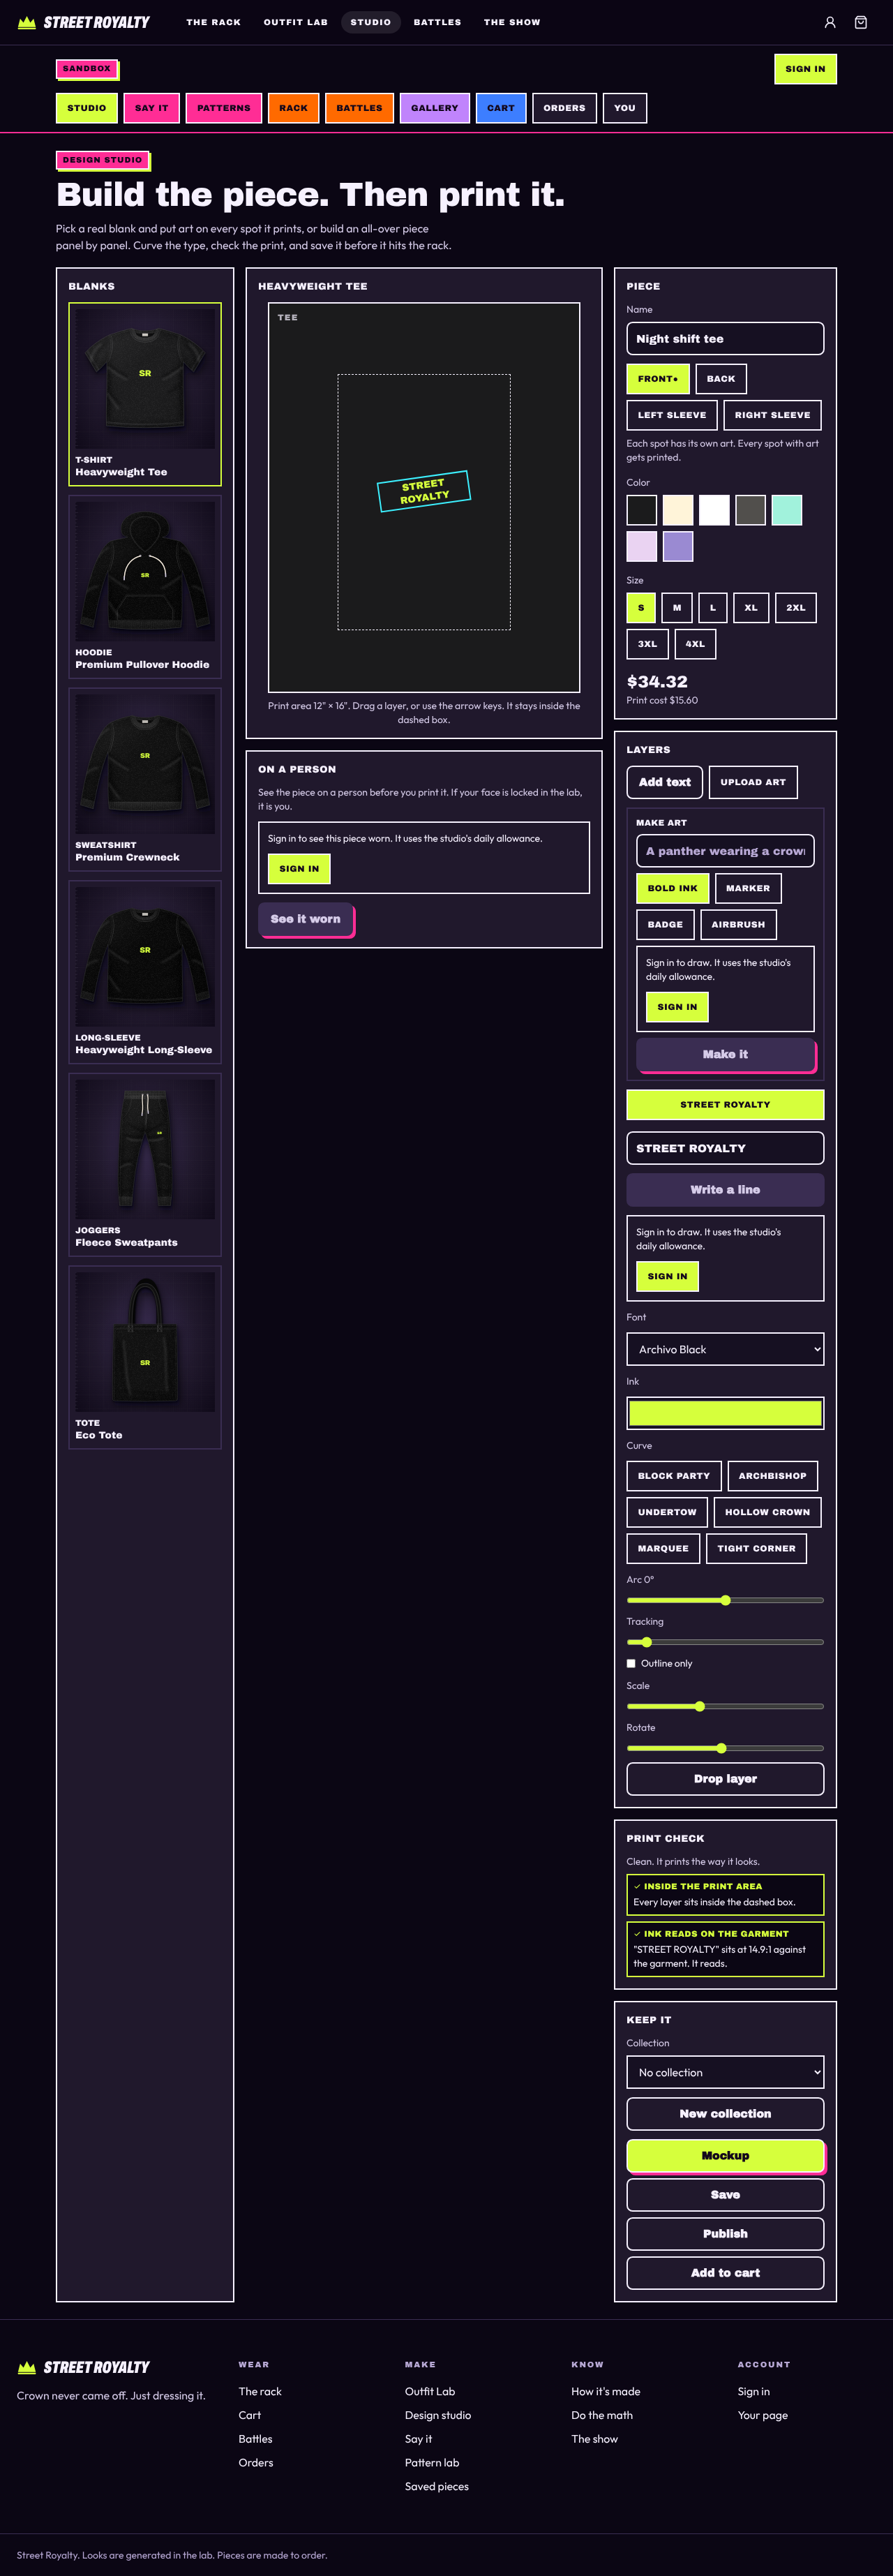 STREET ROYALTY
THE RACK
OUTFIT LAB
STUDIO
BATTLES
THE SHOW
SANDBOX
SIGN IN
STUDIO
SAY IT
PATTERNS
RACK
BATTLES
GALLERY
CART
ORDERS
YOU
DESIGN STUDIO
Build the piece. Then print it.
Pick a real blank and put art on every spot it prints, or build an all-over piece
panel by panel. Curve the type, check the print, and save it before it hits the rack.
BLANKS
SR
T-SHIRT
Heavyweight Tee
SR
HOODIE
Premium Pullover Hoodie
SR
SWEATSHIRT
Premium Crewneck
SR
LONG-SLEEVE
Heavyweight Long-Sleeve
SR
JOGGERS
Fleece Sweatpants
SR
TOTE
Eco Tote
HEAVYWEIGHT TEE
TEE
STREET
ROYALTY
Print area 12" × 16". Drag a layer, or use the arrow keys. It stays inside the
dashed box.
ON A PERSON
See the piece on a person before you print it. If your face is locked in the lab,
it is you.
Sign in to see this piece worn. It uses the studio's daily allowance.
SIGN IN
See it worn
PIECE
Name
Night shift tee
FRONT•
BACK
LEFT SLEEVE
RIGHT SLEEVE
Each spot has its own art. Every spot with art
gets printed.
Color
Size
S
M
L
XL
2XL
3XL
4XL
$34.32
Print cost $15.60
LAYERS
Add text
UPLOAD ART
MAKE ART
A panther wearing a crow
BOLD INK
MARKER
BADGE
AIRBRUSH
Sign in to draw. It uses the studio's
daily allowance.
SIGN IN
Make it
STREET ROYALTY
STREET ROYALTY
Write a line
Sign in to draw. It uses the studio's
daily allowance.
SIGN IN
Font
Archivo Black
Ink
Curve
BLOCK PARTY
ARCHBISHOP
UNDERTOW
HOLLOW CROWN
MARQUEE
TIGHT CORNER
Arc 0°
Tracking
Outline only
Scale
Rotate
Drop layer
PRINT CHECK
Clean. It prints the way it looks.
✓ INSIDE THE PRINT AREA
Every layer sits inside the dashed box.
✓ INK READS ON THE GARMENT
"STREET ROYALTY" sits at 14.9:1 against
the garment. It reads.
KEEP IT
Collection
No collection
New collection
Mockup
Save
Publish
Add to cart
STREET ROYALTY
Crown never came off. Just dressing it.
WEAR
The rack
Cart
Battles
Orders
MAKE
Outfit Lab
Design studio
Say it
Pattern lab
Saved pieces
KNOW
How it's made
Do the math
The show
ACCOUNT
Sign in
Your page
Street Royalty. Looks are generated in the lab. Pieces are made to order.